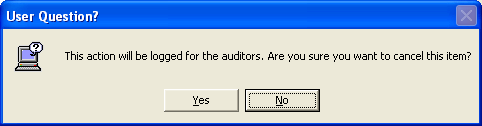 User Question?
This action will be logged for the auditors. Are you sure you want to cancel this item?
Yes
No